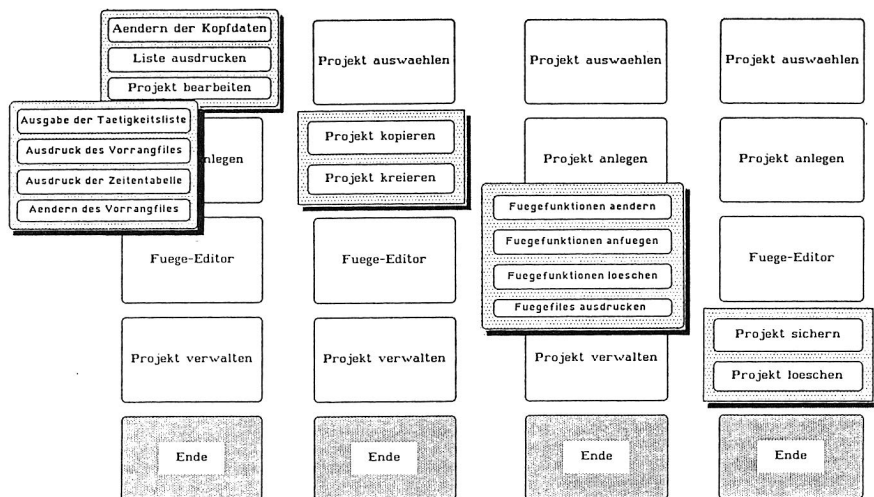 Aendern der Kopfdaten
Liste ausdrucken
Projekt bearbeiten
Ausgabe der Taetigkeitsliste
Ausdruck des Vorrangfiles
Ausdruck der Zeitentabelle
Aendern des Vorrangfiles
nlegen
Fuege-Editor
Projekt verwalten
Ende
Projekt auswaehlen
Projekt kopieren
Projekt kreieren
Fuege-Editor
Projekt verwalten
Ende
Projekt auswaehlen
Projekt anlegen
Fuegefunktionen aendern
Fuegefunktionen anfuegen
Fuegefunktionen loeschen
Fuegefiles ausdrucken
Projekt verwalten
Ende
Projekt auswaehlen
Projekt anlegen
Fuege-Editor
Projekt sichern
Projekt loeschen
Ende